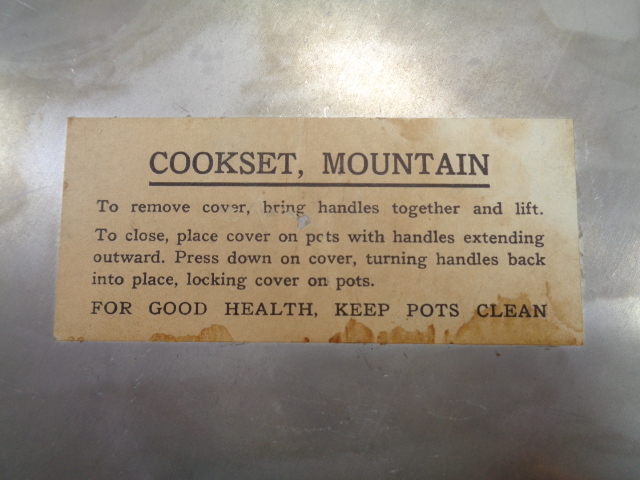 COOKSET, MOUNTAIN
To remove cover, bring handles together and lift.
To close, place cover on pots with handles extending
outward. Press down on cover, turning handles back
into place, locking cover on pots.
FOR GOOD HEALTH, KEEP POTS CLEAN